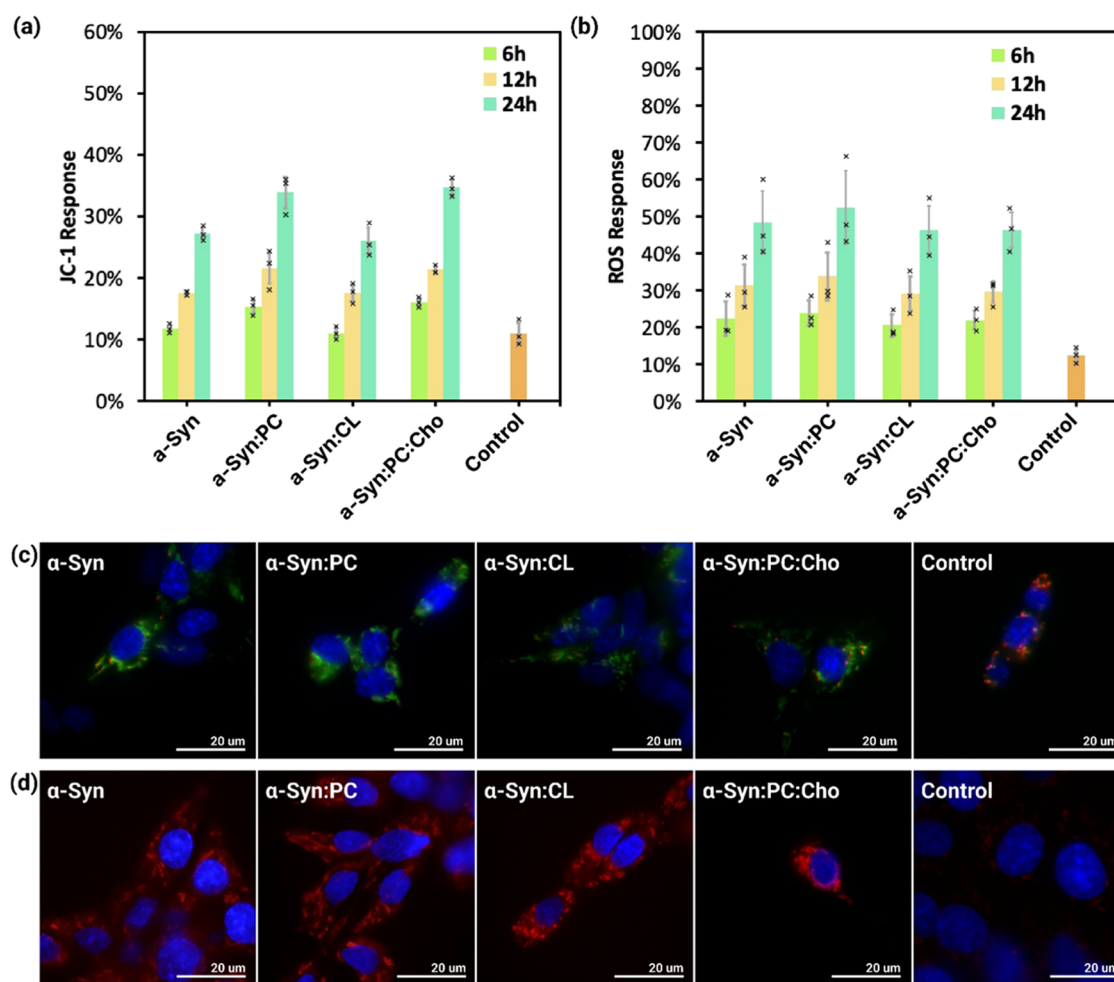 (a)
60%
50%
40%
30%
20%
10%
0%
JC-1 Response
6h
12h
24h
a-Syn
a-Syn:PC
a-Syn:CL
a-Syn:PC:Cho
Control
(b)
100%
90%
80%
70%
60%
50%
40%
30%
20%
10%
0%
ROS Response
6h
12h
24h
a-Syn
a-Syn:PC
a-Syn:CL
a-Syn:PC:Cho
Control
(c)
α-Syn
α-Syn:PC
α-Syn:CL
α-Syn:PC:Cho
Control
20 um
20 um
20 um
20 um
20 um
(d)
α-Syn
α-Syn:PC
α-Syn:CL
α-Syn:PC:Cho
Control
20 um
20 um
20 um
20 um
20 um